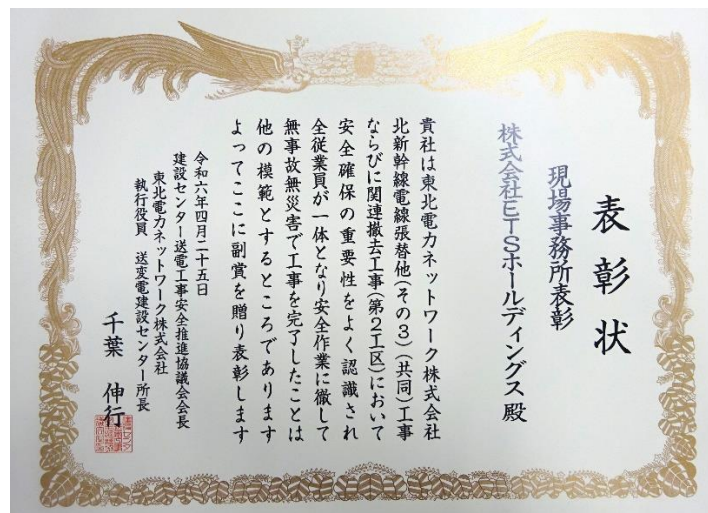 表彰状
現場事務所表彰
株式会社ETSホールディングス殿
貴社は東北電力ネットワーク株式会社
北新幹線電線張替他(その3)(共同)工事
ならびに関連撤去工事(第2工区)において
安全確保の重要性をよく認識され
全従業員が一体となり安全作業に徹して
無事故無災害で工事を完了したことは
他の模範とするところであります
よってここに副賞を贈り表彰します
令和六年四月二十五日
建設センター送電工事安全推進協議会会長
東北電力ネットワーク株式会社
執行役員 送変電建設センター所長
千葉 伸行